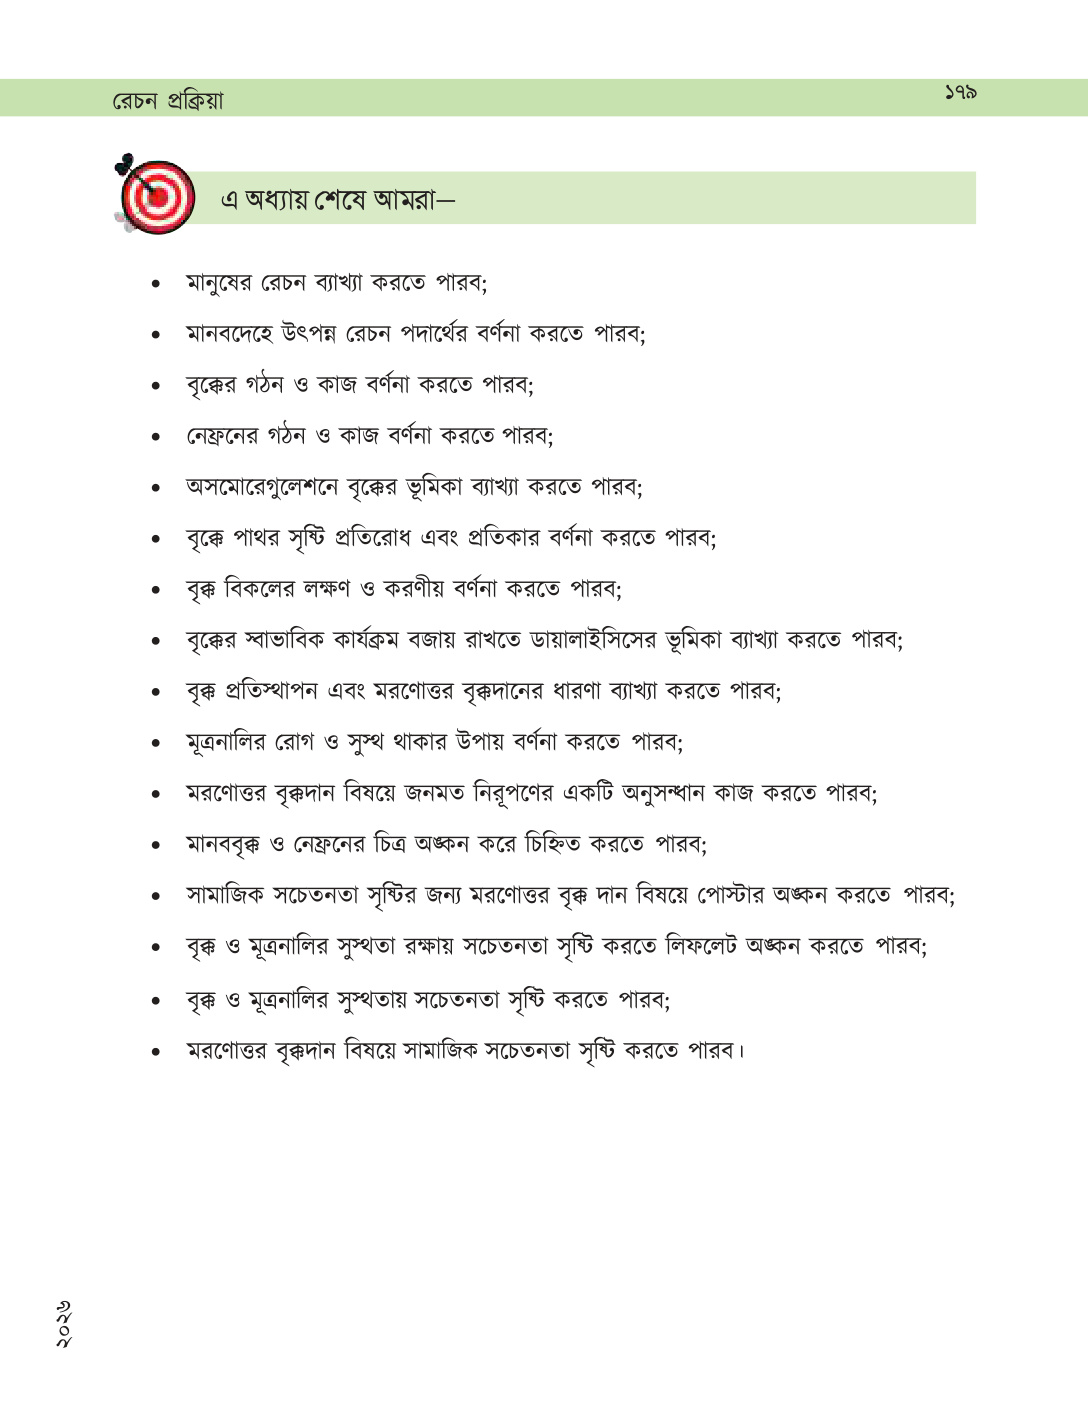 রেচন প্রক্রিয়া
১৭৯
এ অধ্যায় শেষে আমরা—
• মানুষের রেচন ব্যাখ্যা করতে পারব;
• মানবদেহে উৎপন্ন রেচন পদার্থের বর্ণনা করতে পারব;
• বৃক্কের গঠন ও কাজ বর্ণনা করতে পারব;
• নেফ্রনের গঠন ও কাজ বর্ণনা করতে পারব;
• অসমোরেগুলেশনে বৃক্কের ভূমিকা ব্যাখ্যা করতে পারব;
• বৃক্কে পাথর সৃষ্টি প্রতিরোধ এবং প্রতিকার বর্ণনা করতে পারব;
• বৃক্ক বিকলের লক্ষণ ও করণীয় বর্ণনা করতে পারব;
• বৃক্কের স্বাভাবিক কার্যক্রম বজায় রাখতে ডায়ালাইসিসের ভূমিকা ব্যাখ্যা করতে পারব;
• বৃক্ক প্রতিস্থাপন এবং মরণোত্তর বৃক্কদানের ধারণা ব্যাখ্যা করতে পারব;
• মূত্রনালির রোগ ও সুস্থ থাকার উপায় বর্ণনা করতে পারব;
• মরণোত্তর বৃক্কদান বিষয়ে জনমত নিরূপণের একটি অনুসন্ধান কাজ করতে পারব;
• মানববৃক্ক ও নেফ্রনের চিত্র অঙ্কন করে চিহ্নিত করতে পারব;
• সামাজিক সচেতনতা সৃষ্টির জন্য মরণোত্তর বৃক্ক দান বিষয়ে পোস্টার অঙ্কন করতে পারব;
• বৃক্ক ও মূত্রনালির সুস্থতা রক্ষায় সচেতনতা সৃষ্টি করতে লিফলেট অঙ্কন করতে পারব;
• বৃক্ক ও মূত্রনালির সুস্থতায় সচেতনতা সৃষ্টি করতে পারব;
• মরণোত্তর বৃক্কদান বিষয়ে সামাজিক সচেতনতা সৃষ্টি করতে পারব।
২০২৬